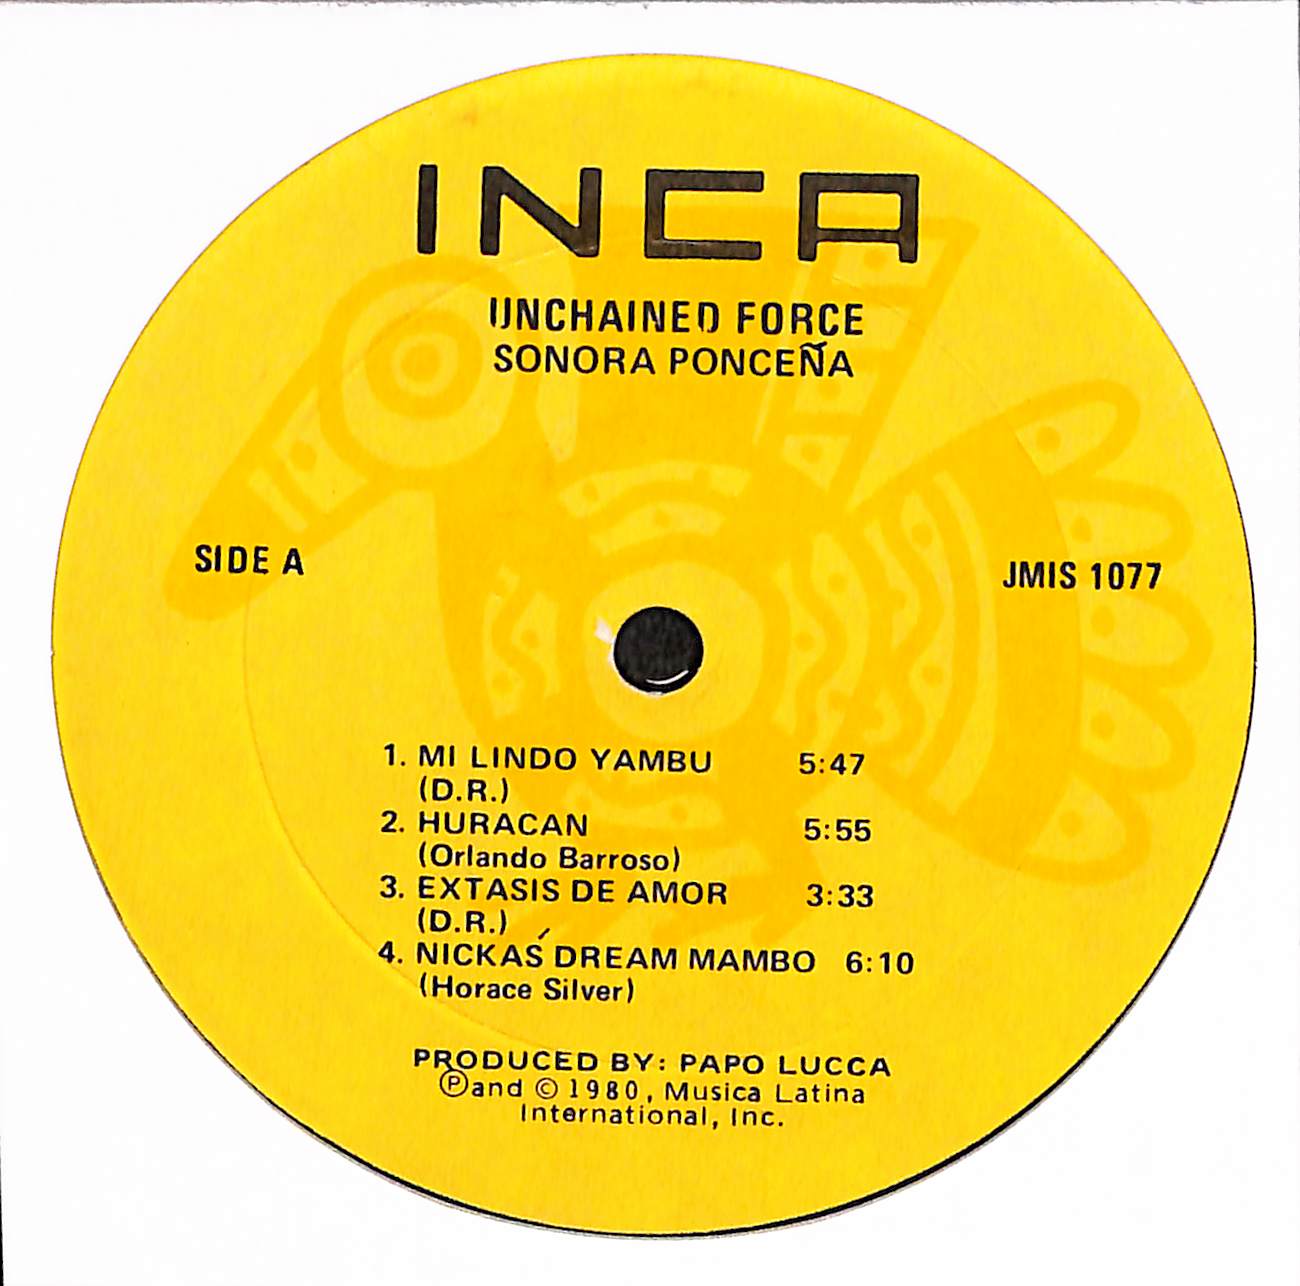 INCA
UNCHAINED FORCE
SONORA PONCEÑA
SIDE A
JMIS 1077
1. MI LINDO YAMBU 5:47
(D.R.)
2. HURACAN 5:55
(Orlando Barroso)
3. EXTASIS DE AMOR 3:33
(D.R.)
4. NICKAS´ DREAM MAMBO 6:10
(Horace Silver)
PRODUCED BY: PAPO LUCCA
Ⓟand © 1980, Musica Latina
International, Inc.